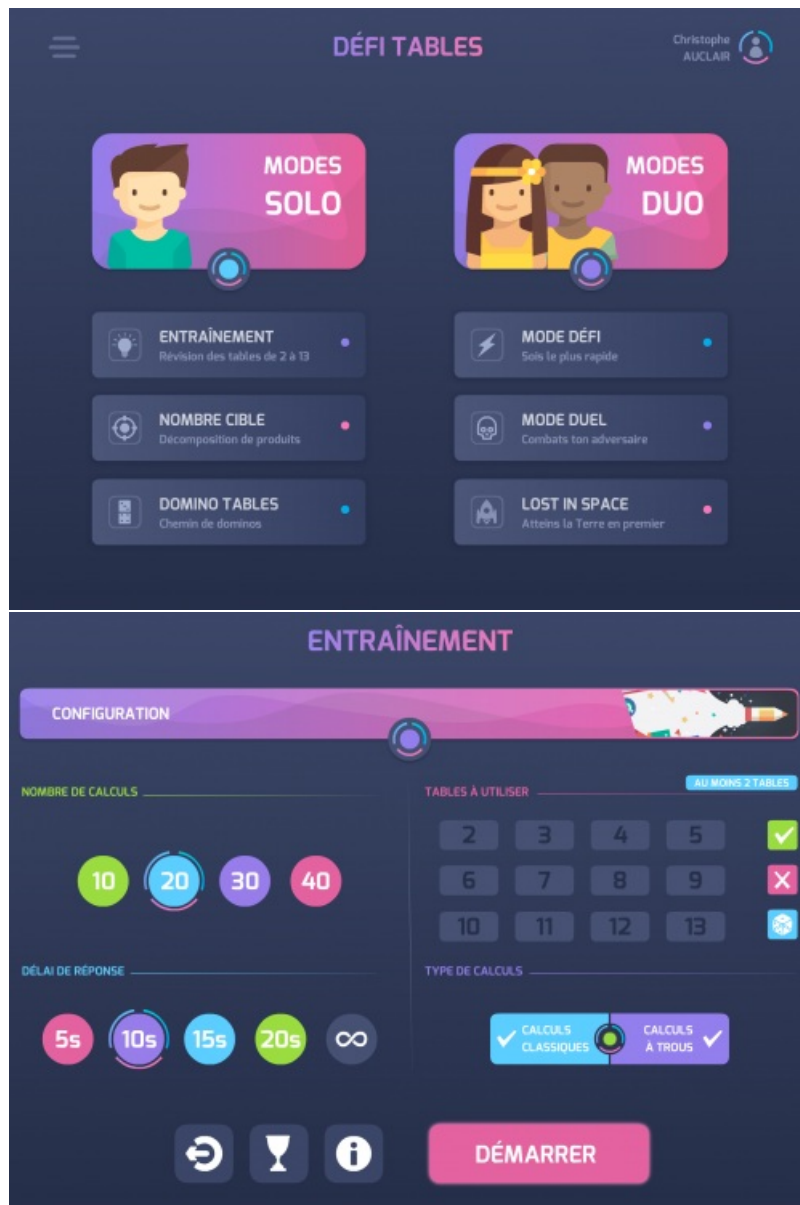 DÉFI TABLES
Christophe
AUCLAIR
MODES
SOLO
MODES
DUO
ENTRAÎNEMENT
Révision des tables de 2 à 13
MODE DÉFI
Sois le plus rapide
NOMBRE CIBLE
Décomposition de produits
MODE DUEL
Combats ton adversaire
DOMINO TABLES
Chemin de dominos
LOST IN SPACE
Atteins la Terre en premier
ENTRAÎNEMENT
CONFIGURATION
NOMBRE DE CALCULS
10 20 30 40
TABLES À UTILISER
AU MOINS 2 TABLES
2 3 4 5
6 7 8 9
10 11 12 13
DÉLAI DE RÉPONSE
5s 10s 15s 20s ∞
TYPE DE CALCULS
CALCULS
CLASSIQUES
CALCULS
À TROUS
DÉMARRER